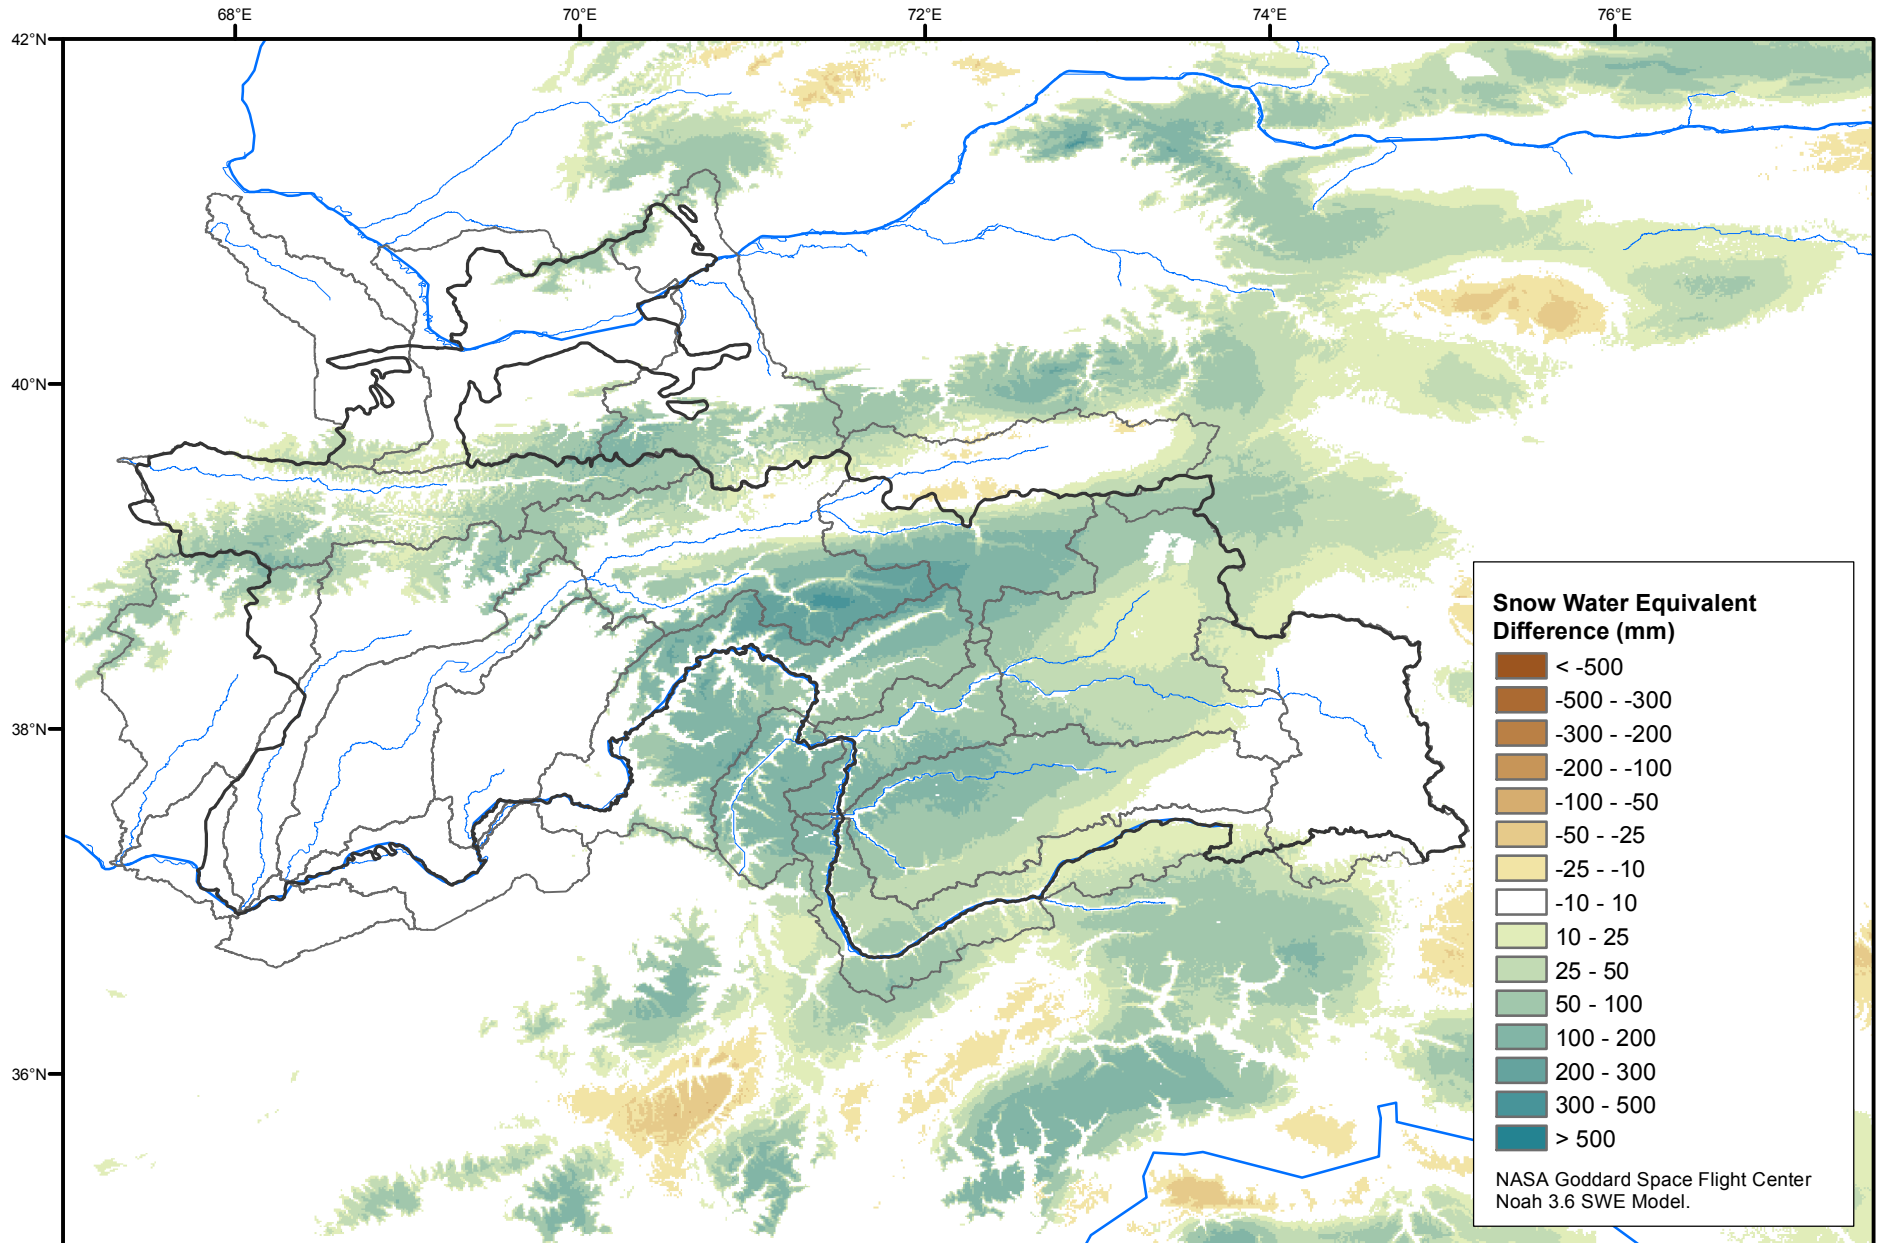 68°E 70°E 72°E 74°E 76°E
42°N
40°N
38°N
36°N
Snow Water Equivalent
Difference (mm)
< -500
-500 - -300
-300 - -200
-200 - -100
-100 - -50
-50 - -25
-25 - -10
-10 - 10
10 - 25
25 - 50
50 - 100
100 - 200
200 - 300
300 - 500
> 500
NASA Goddard Space Flight Center
Noah 3.6 SWE Model.